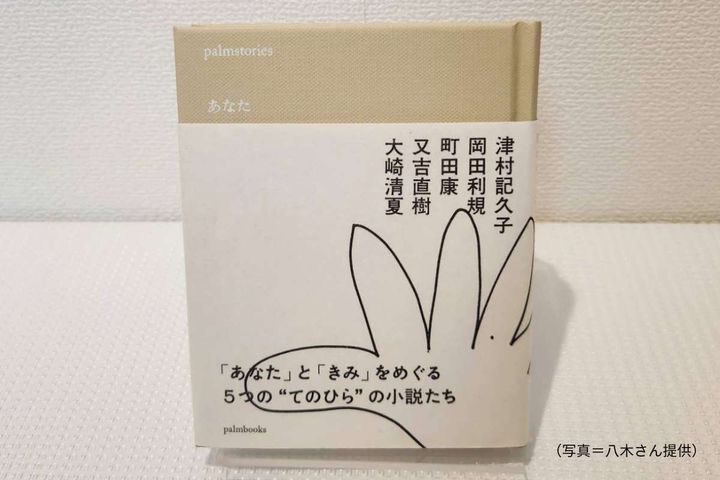 palmstories
あなた
津村記久子
岡田利規
町田康
又吉直樹
大崎清夏
「あなた」と「きみ」をめぐる
５つの“てのひら”の小説たち
palmbooks
（写真＝八木さん提供）